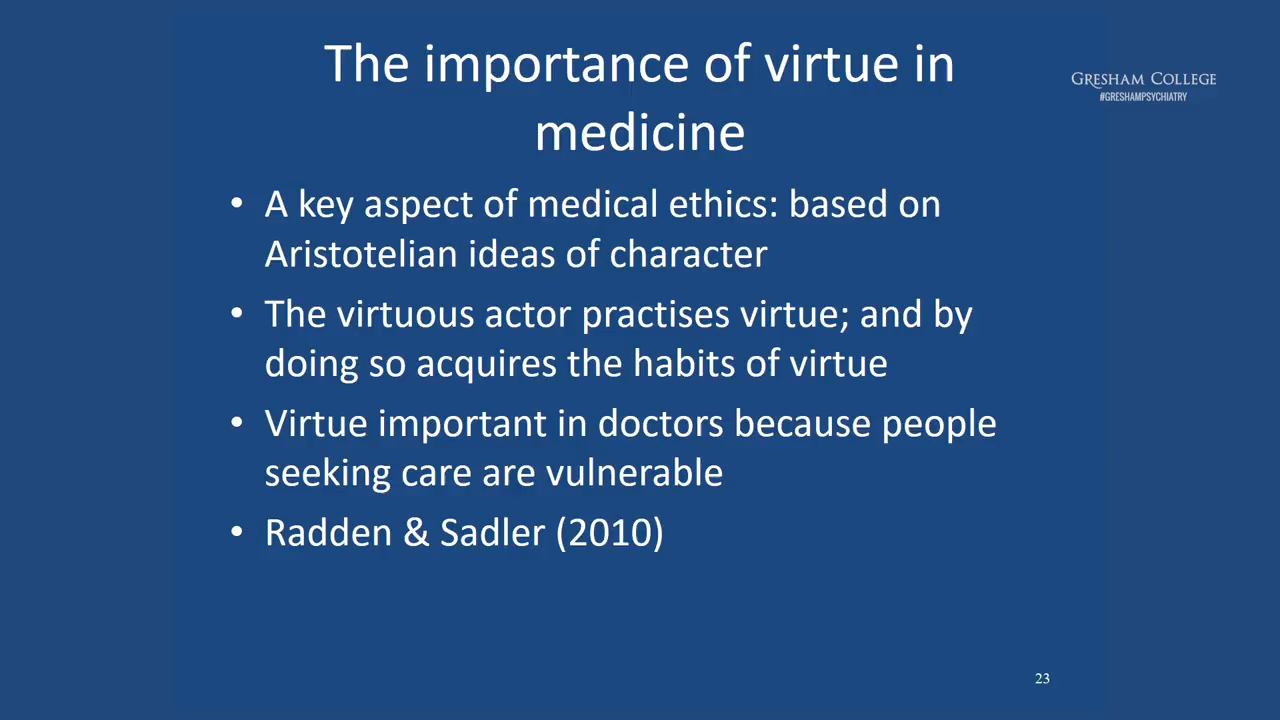 The importance of virtue in
medicine
GRESHAM COLLEGE
#GRESHAMPSYCHIATRY
• A key aspect of medical ethics: based on
Aristotelian ideas of character
• The virtuous actor practises virtue; and by
doing so acquires the habits of virtue
• Virtue important in doctors because people
seeking care are vulnerable
• Radden & Sadler (2010)
23